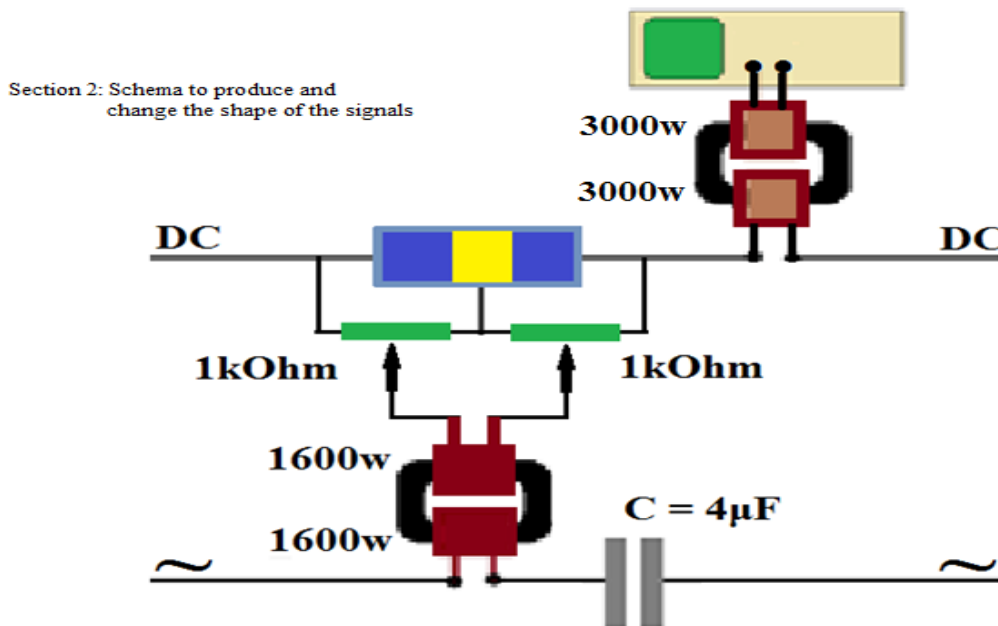 Section 2: Schema to produce and
change the shape of the signals
3000w
3000w
DC
DC
1kOhm
1kOhm
1600w
1600w
C = 4µF
~
~